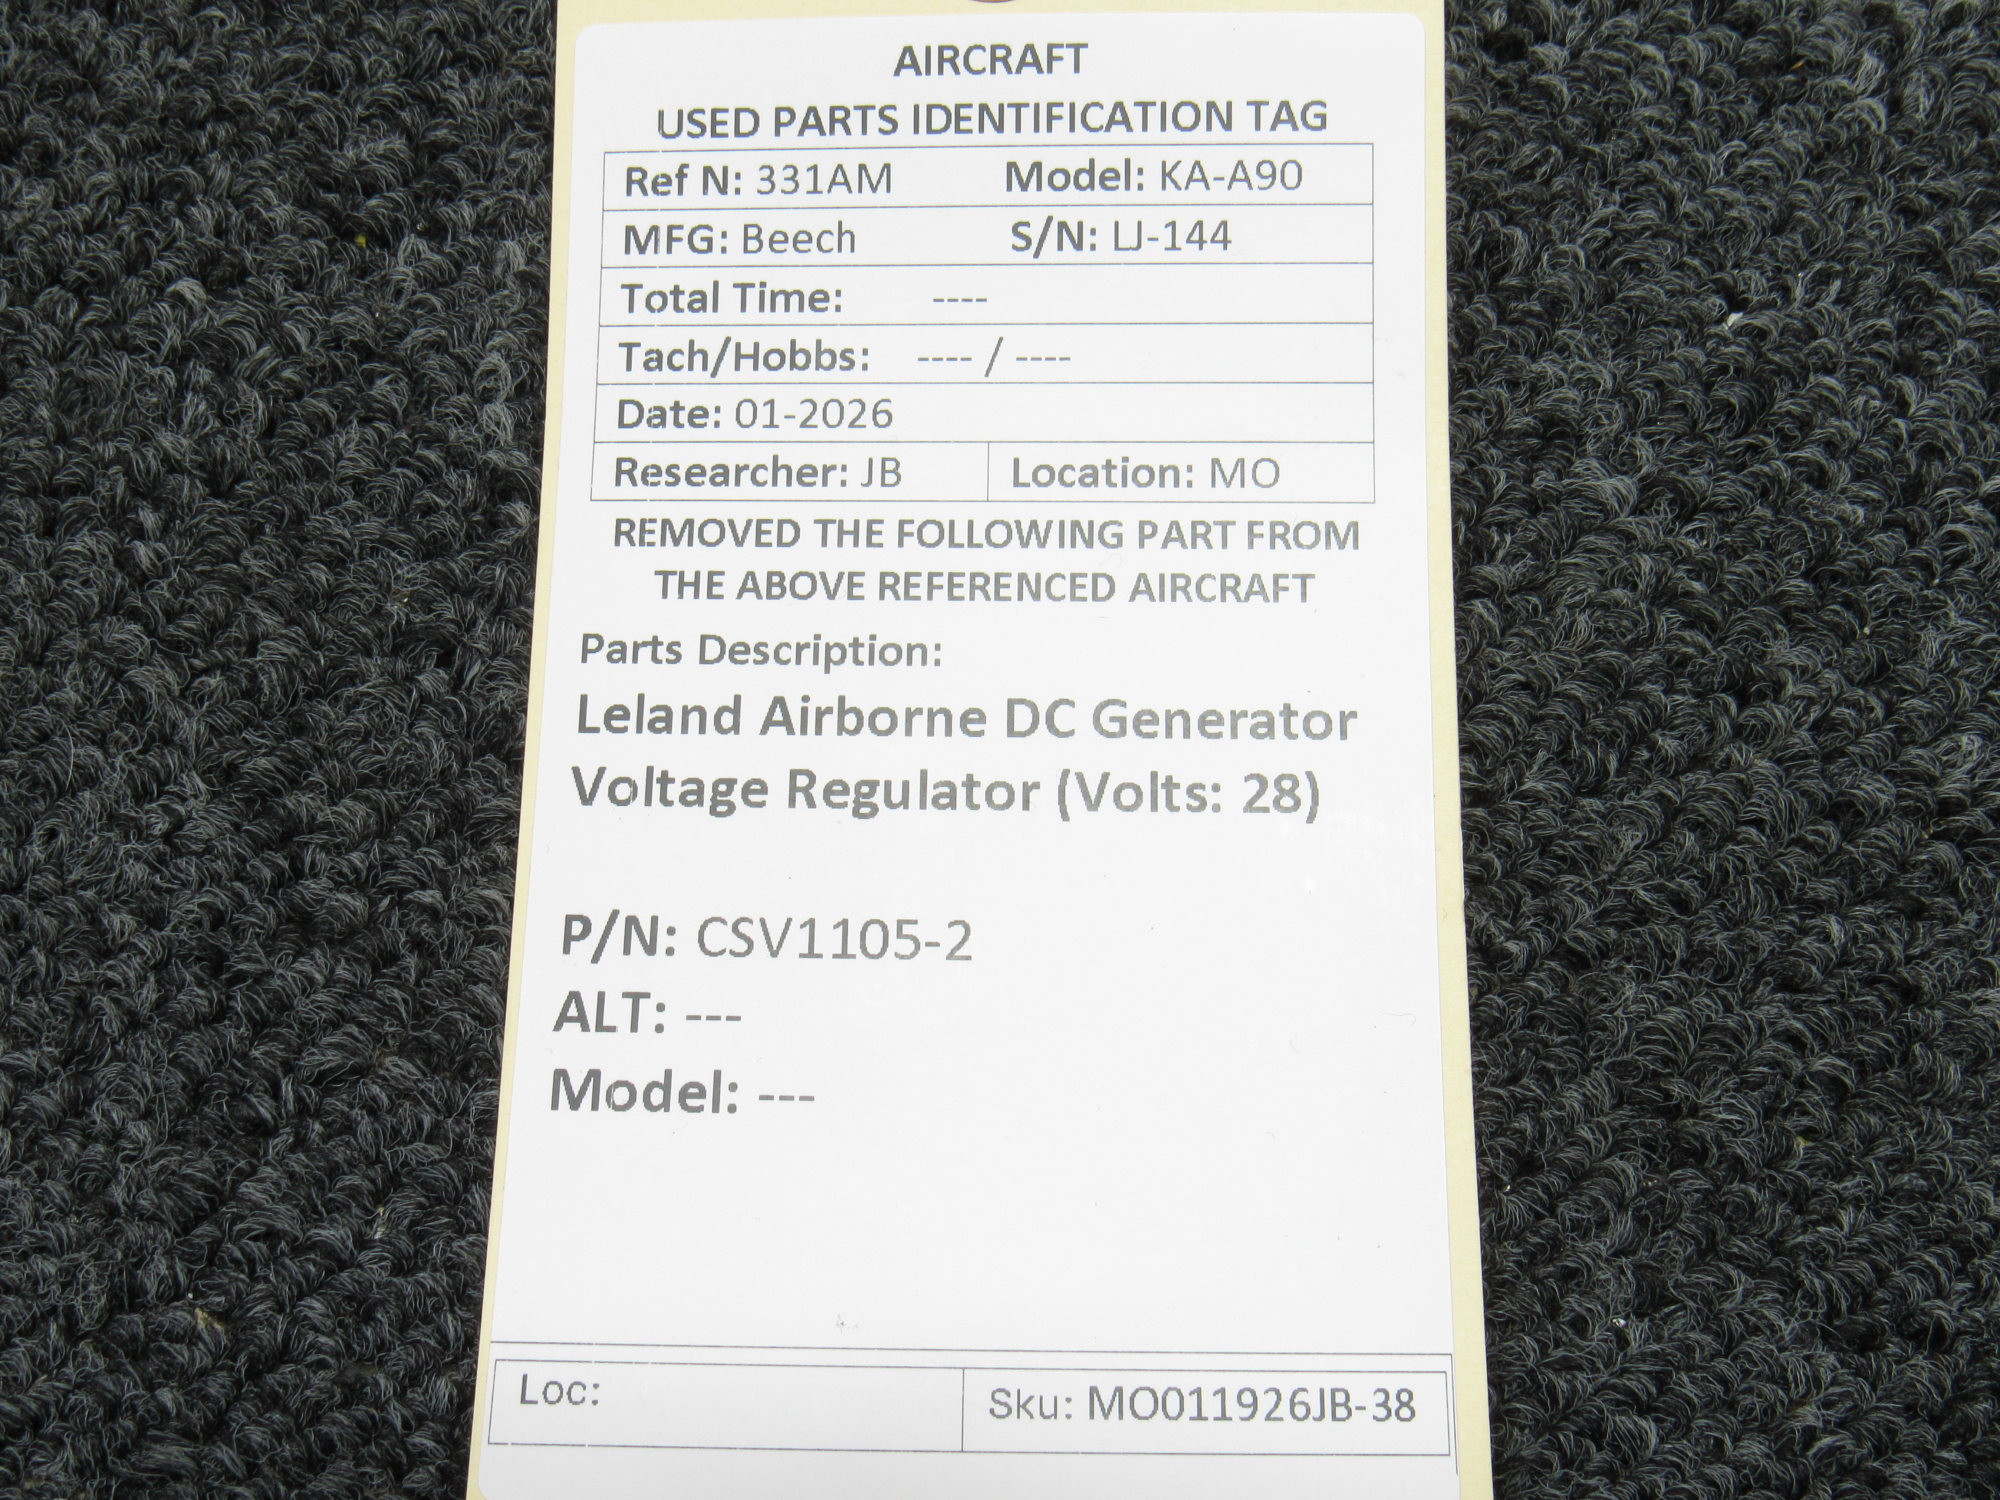 AIRCRAFT
USED PARTS IDENTIFICATION TAG
Ref N: 331AM Model: KA-A90
MFG: Beech S/N: LJ-144
Total Time: ----
Tach/Hobbs: ---- / ----
Date: 01-2026
Researcher: JB Location: MO
REMOVED THE FOLLOWING PART FROM
THE ABOVE REFERENCED AIRCRAFT
Parts Description:
Leland Airborne DC Generator
Voltage Regulator (Volts: 28)
P/N: CSV1105-2
ALT: ---
Model: ---
Loc: Sku: MO011926JB-38